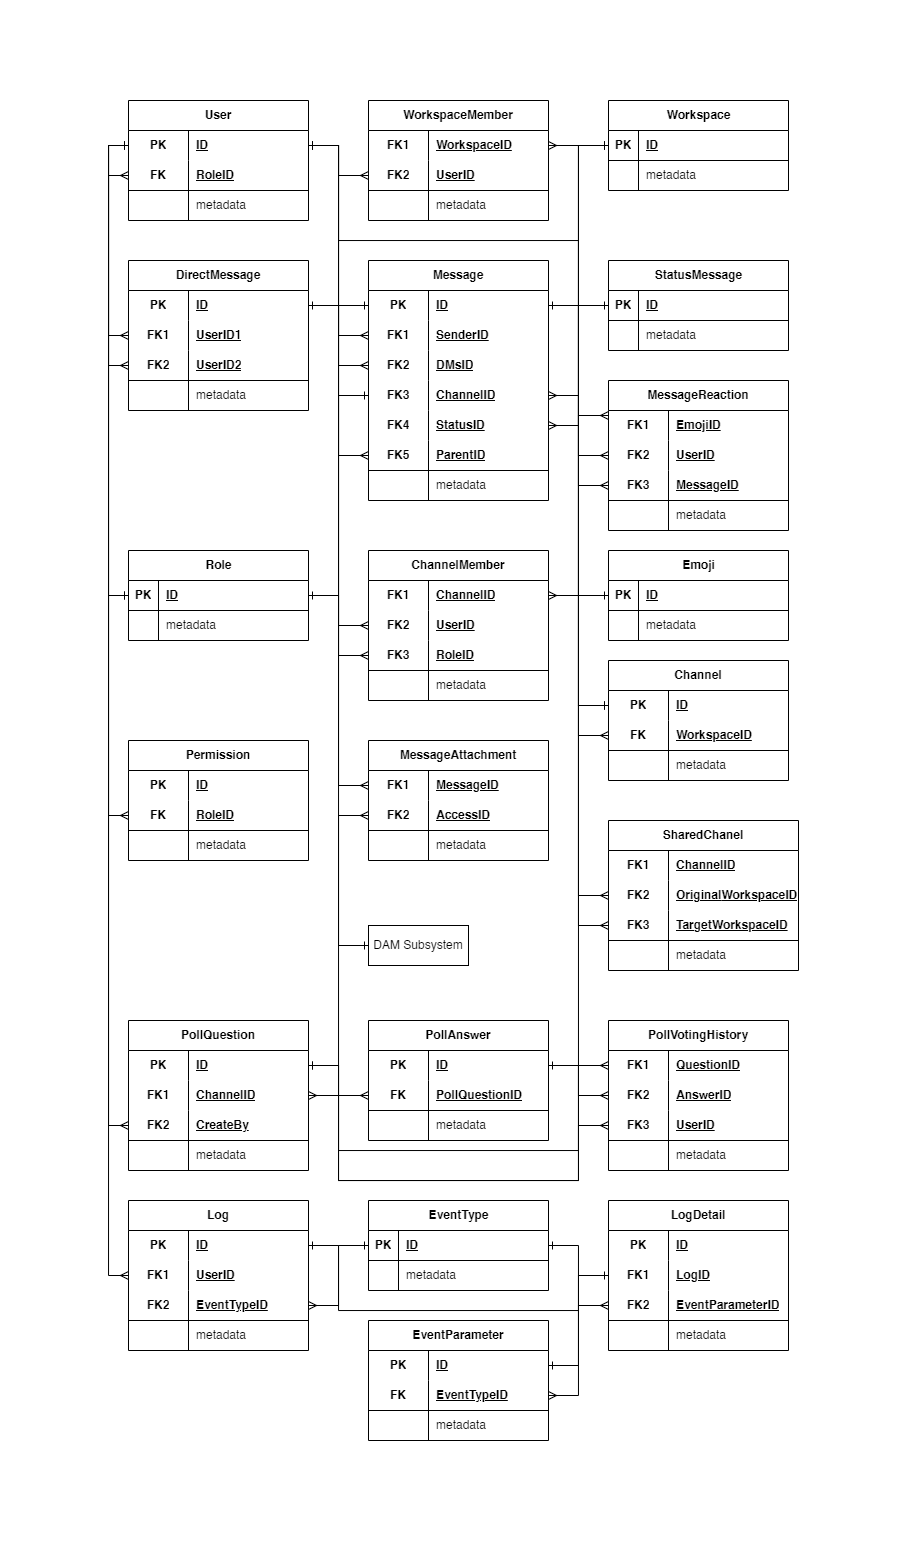 User
PK ID
FK RoleID
metadata
WorkspaceMember
FK1 WorkspaceID
FK2 UserID
metadata
Workspace
PK ID
metadata
DirectMessage
PK ID
FK1 UserID1
FK2 UserID2
metadata
Message
PK ID
FK1 SenderID
FK2 DMsID
FK3 ChannelID
FK4 StatusID
FK5 ParentID
metadata
StatusMessage
PK ID
metadata
MessageReaction
FK1 EmojiID
FK2 UserID
FK3 MessageID
metadata
Role
PK ID
metadata
ChannelMember
FK1 ChannelID
FK2 UserID
FK3 RoleID
metadata
Emoji
PK ID
metadata
Channel
PK ID
FK WorkspaceID
metadata
Permission
PK ID
FK RoleID
metadata
MessageAttachment
FK1 MessageID
FK2 AccessID
metadata
SharedChanel
FK1 ChannelID
FK2 OriginalWorkspaceID
FK3 TargetWorkspaceID
metadata
DAM Subsystem
PollQuestion
PK ID
FK1 ChannelID
FK2 CreateBy
metadata
PollAnswer
PK ID
FK PollQuestionID
metadata
PollVotingHistory
FK1 QuestionID
FK2 AnswerID
FK3 UserID
metadata
Log
PK ID
FK1 UserID
FK2 EventTypeID
metadata
EventType
PK ID
metadata
LogDetail
PK ID
FK1 LogID
FK2 EventParameterID
metadata
EventParameter
PK ID
FK EventTypeID
metadata